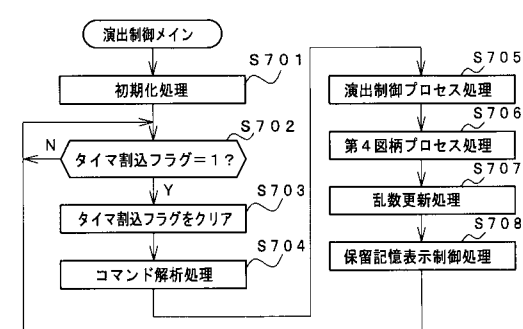 演出制御メイン
S701
初期化処理
S702
N
タイマ割込フラグ=1?
Y
S703
タイマ割込フラグをクリア
S704
コマンド解析処理
S705
演出制御プロセス処理
S706
第4図柄プロセス処理
S707
乱数更新処理
S708
保留記憶表示制御処理